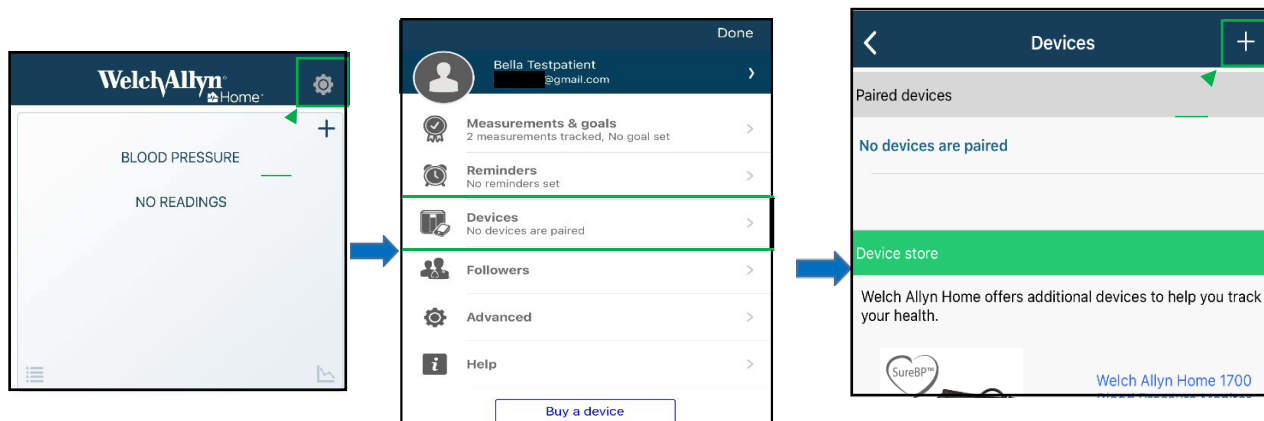 WelchAllyn®
Home™
BLOOD PRESSURE
NO READINGS
Done
Bella Testpatient
@gmail.com
Measurements & goals
2 measurements tracked, No goal set
Reminders
No reminders set
Devices
No devices are paired
Followers
Advanced
Help
Buy a device
Devices
Paired devices
No devices are paired
Device store
Welch Allyn Home offers additional devices to help you track
your health.
SureBP™
Welch Allyn Home 1700